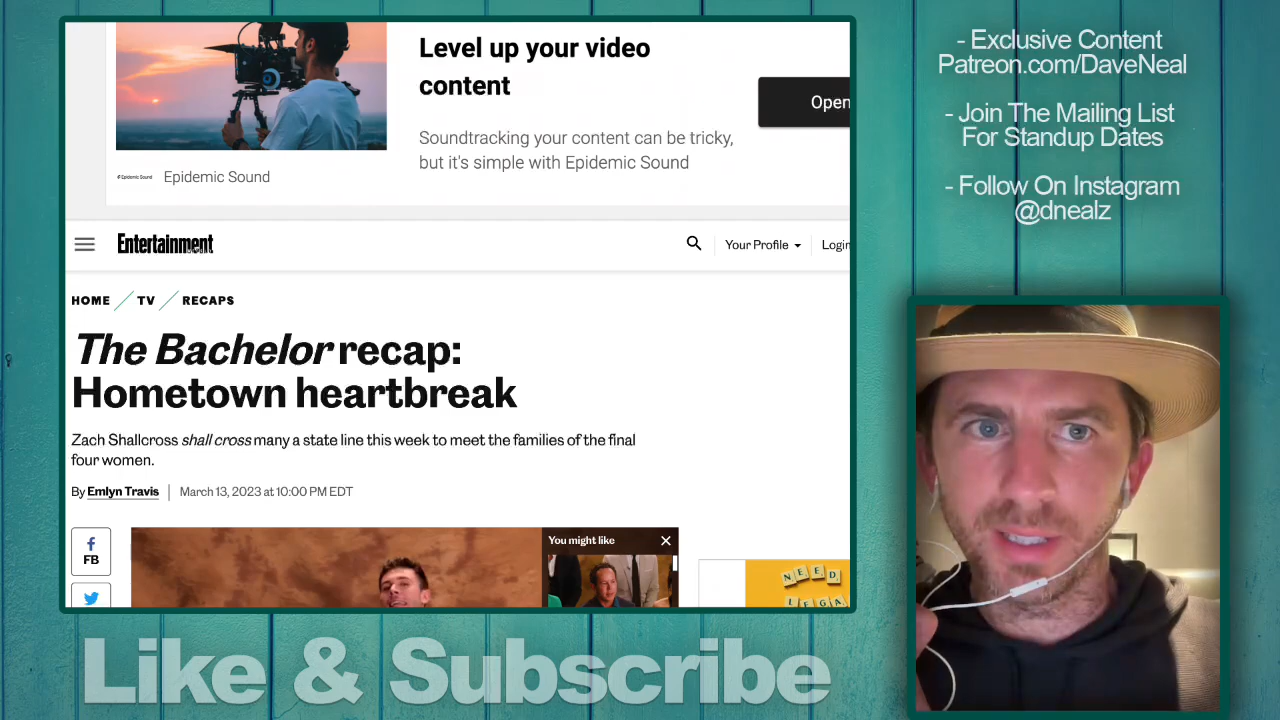 Level up your video
content
Open
Soundtracking your content can be tricky,
but it's simple with Epidemic Sound
Epidemic Sound
Epidemic Sound
Entertainment
Your Profile
Login
HOME
TV
RECAPS
The Bachelor recap:
Hometown heartbreak
Zach Shallcross shall cross many a state line this week to meet the families of the final
four women.
By Emlyn Travis | March 13, 2023 at 10:00 PM EDT
FB
You might like
NEED
LEGA
- Exclusive Content
Patreon.com/DaveNeal
- Join The Mailing List
For Standup Dates
- Follow On Instagram
@dnealz
Like & Subscribe